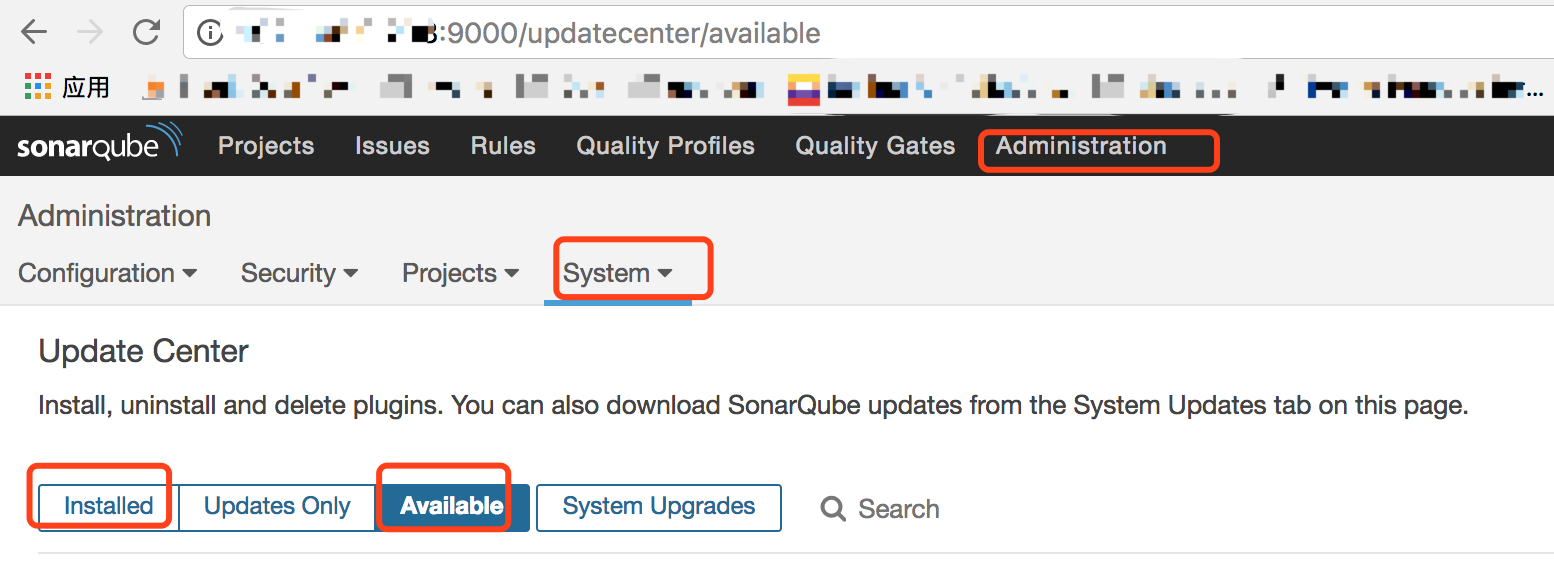 :9000/updatecenter/available
应用
...
sonarqube Projects Issues Rules Quality Profiles Quality Gates Administration
Administration
Configuration Security Projects System
Update Center
Install, uninstall and delete plugins. You can also download SonarQube updates from the System Updates tab on this page.
Installed Updates Only Available System Upgrades Search